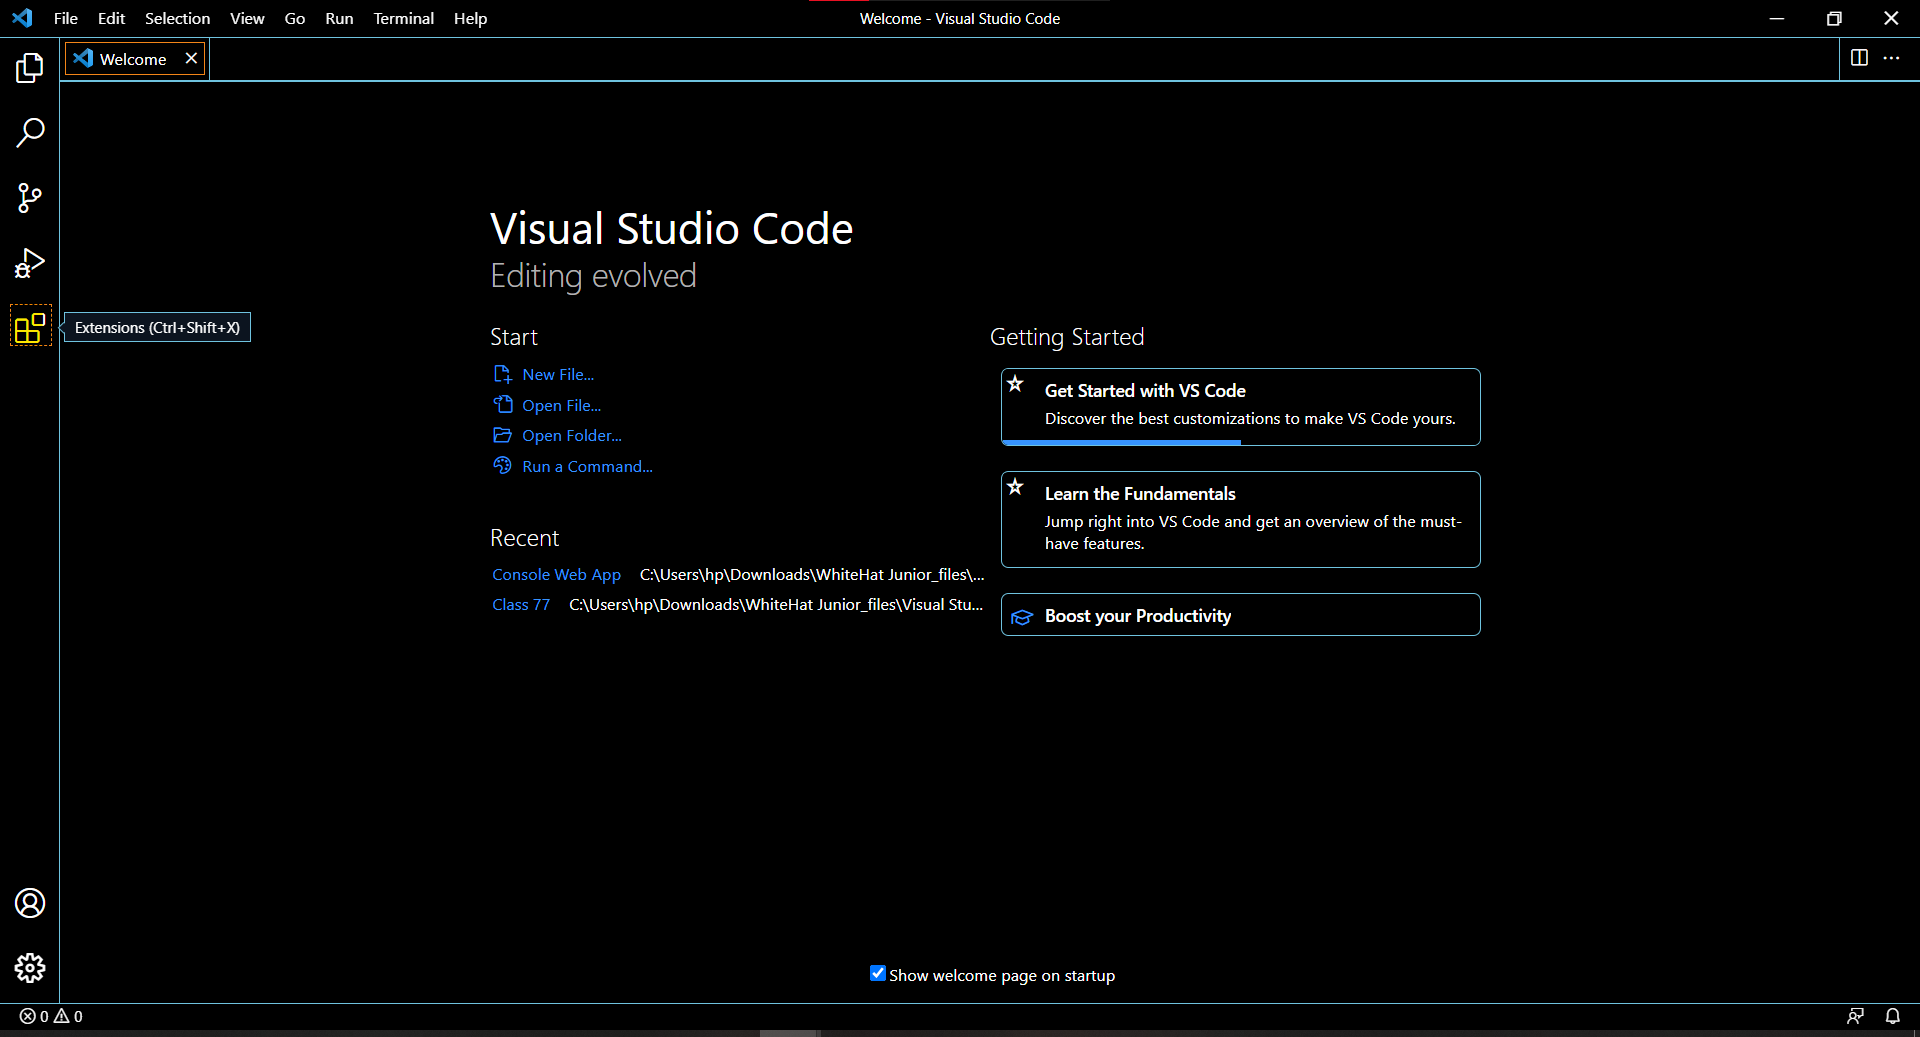 File Edit Selection View Go Run Terminal Help Welcome - Visual Studio Code
Welcome
Extensions (Ctrl+Shift+X)
Visual Studio Code
Editing evolved
Start
New File...
Open File...
Open Folder...
Run a Command...
Recent
Console Web App C:\Users\hp\Downloads\WhiteHat Junior_files\...
Class 77 C:\Users\hp\Downloads\WhiteHat Junior_files\Visual Stu...
Getting Started
Get Started with VS Code
Discover the best customizations to make VS Code yours.
Learn the Fundamentals
Jump right into VS Code and get an overview of the must-
have features.
Boost your Productivity
Show welcome page on startup
0 0